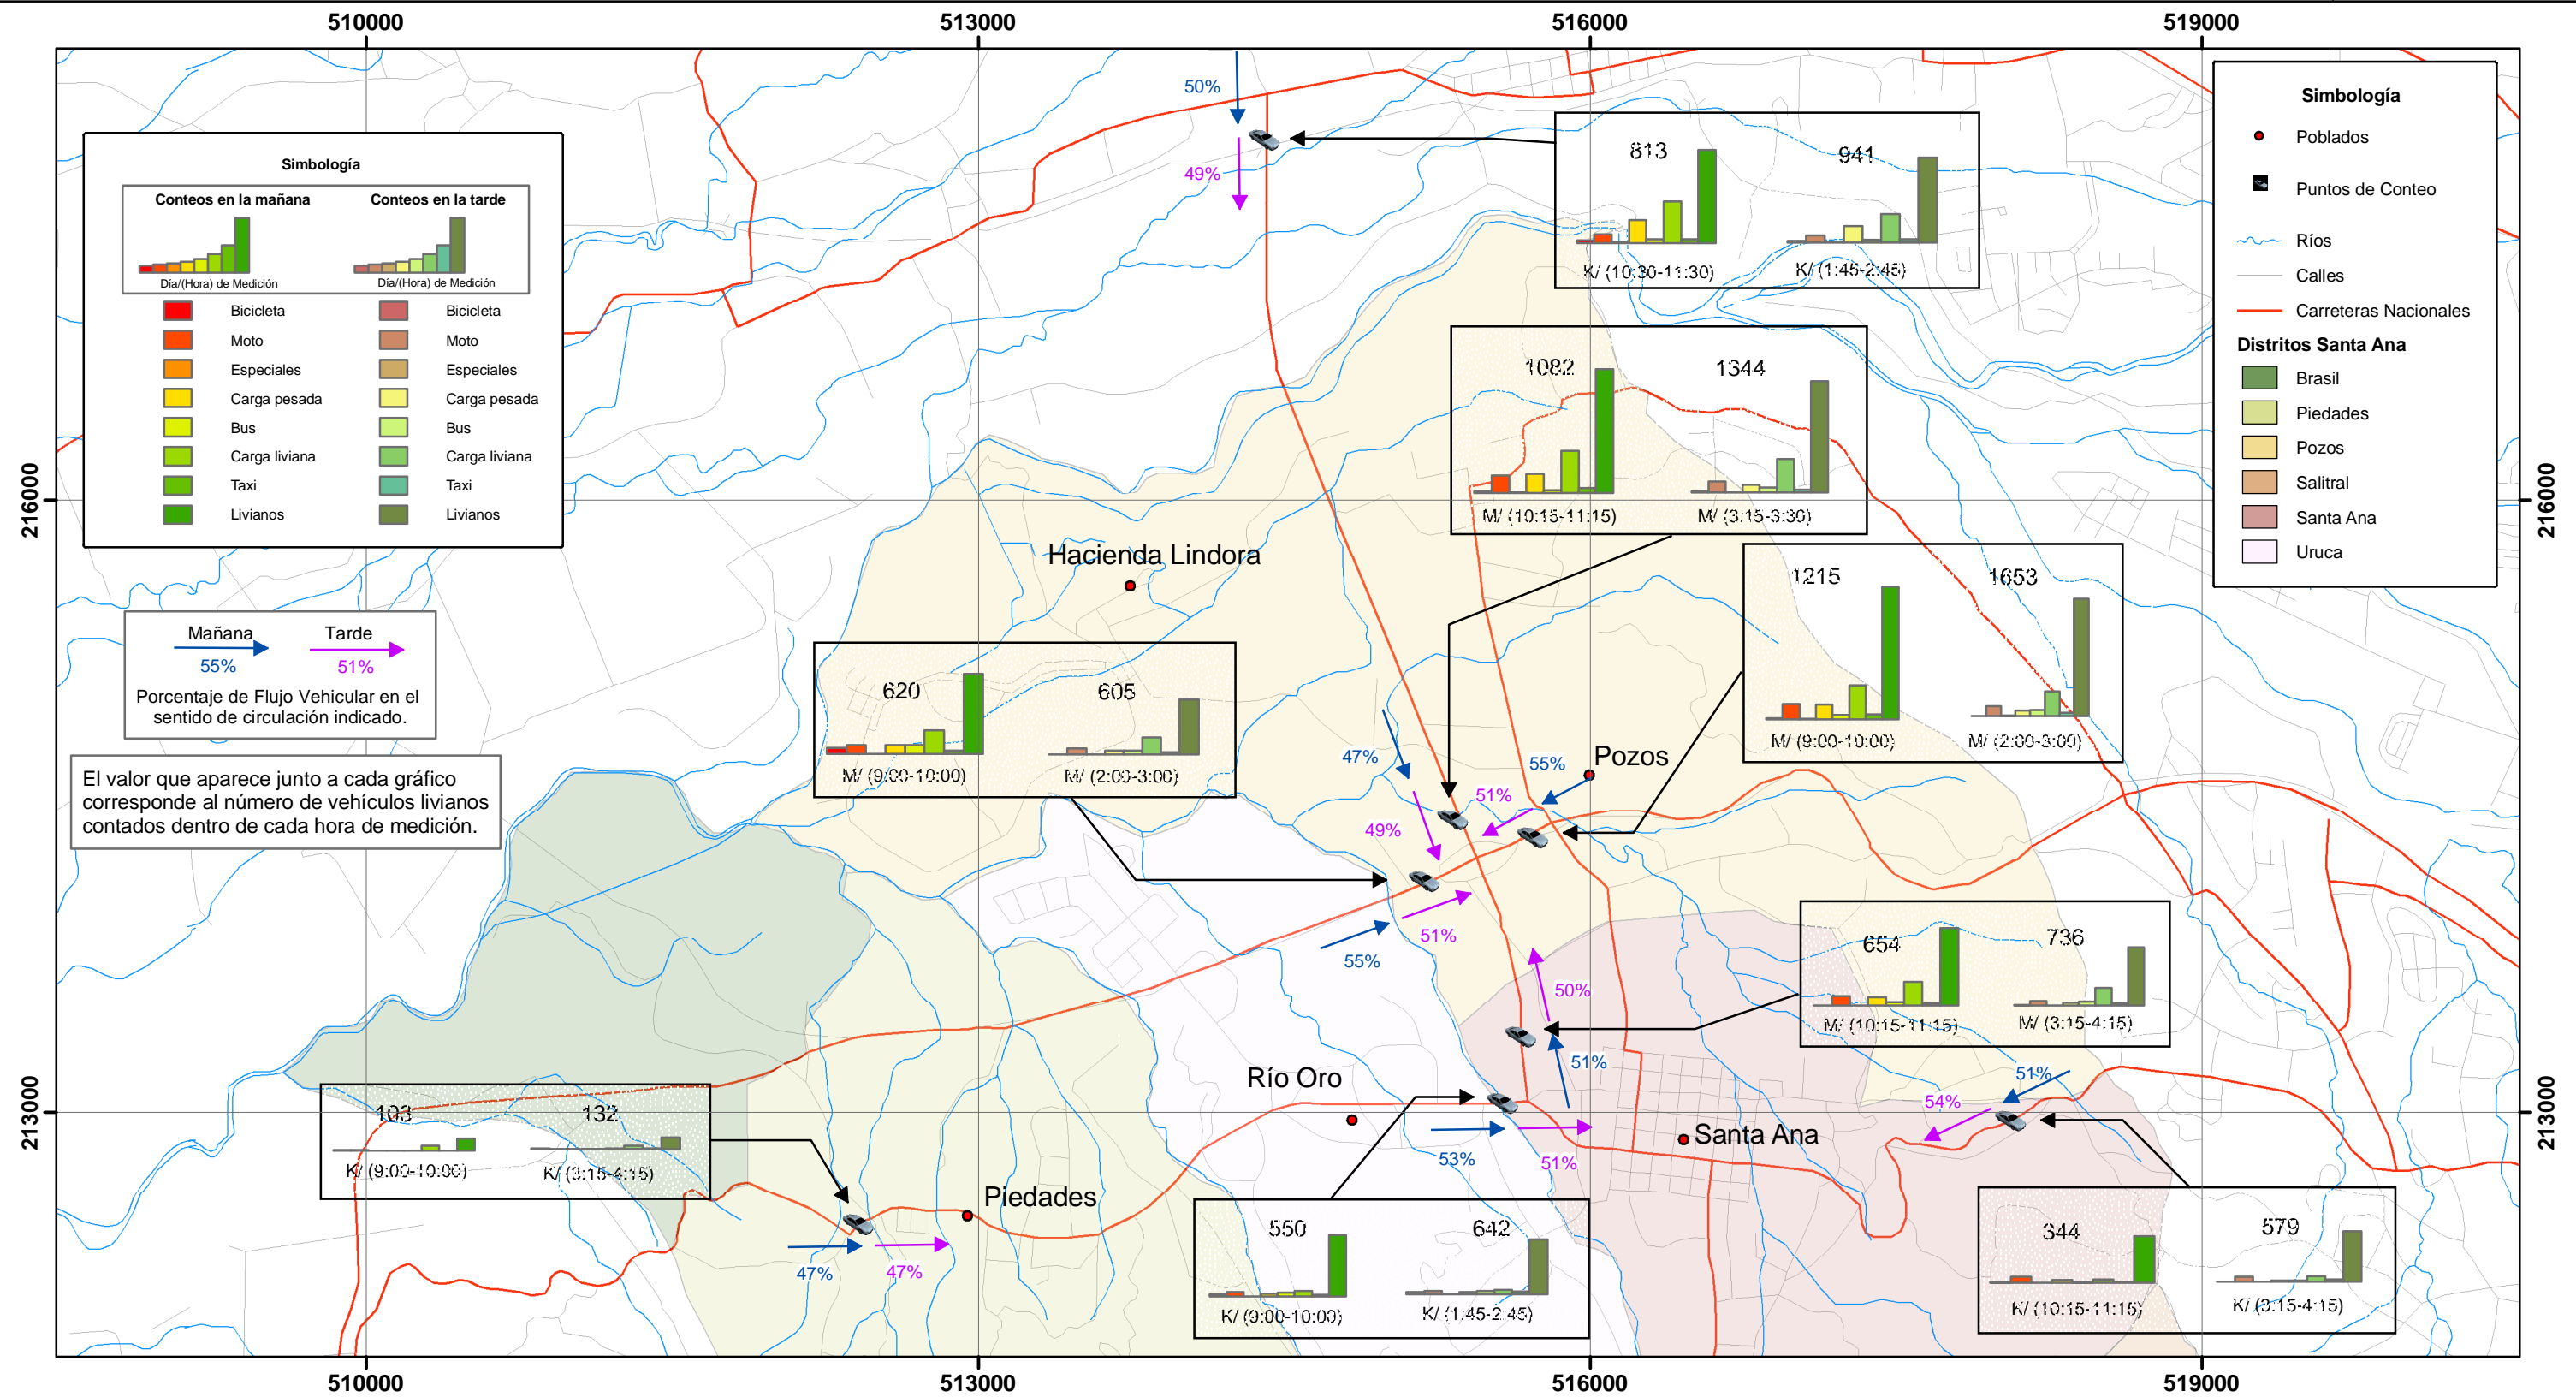 510000
513000
516000
519000
Simbología
Conteos en la mañana
Conteos en la tarde
Día/(Hora) de Medición
Día/(Hora) de Medición
Bicicleta
Bicicleta
Moto
Moto
Especiales
Especiales
Carga pesada
Carga pesada
Bus
Bus
Carga liviana
Carga liviana
Taxi
Taxi
Livianos
Livianos
Mañana
Tarde
55%
51%
Porcentaje de Flujo Vehicular en el
sentido de circulación indicado.
El valor que aparece junto a cada gráfico
corresponde al número de vehículos livianos
contados dentro de cada hora de medición.
Simbología
Poblados
Puntos de Conteo
Ríos
Calles
Carreteras Nacionales
Distritos Santa Ana
Brasil
Piedades
Pozos
Salitral
Santa Ana
Uruca
50%
49%
813
941
K/ (10:30-11:30)
K/ (1:45-2:45)
1082
1344
M/ (10:15-11:15)
M/ (3:15-3:30)
216000
216000
Hacienda Lindora
1215
1653
M/ (9:00-10:00)
M/ (2:00-3:00)
620
605
M/ (9:00-10:00)
M/ (2:00-3:00)
47%
55%
Pozos
51%
49%
51%
55%
654
736
M/ (10:15-11:15)
M/ (3:15-4:15)
50%
51%
Río Oro
51%
54%
213000
213000
103
132
K/ (9:00-10:00)
K/ (3:15-4:15)
Santa Ana
53%
51%
Piedades
47%
47%
550
642
K/ (9:00-10:00)
K/ (1:45-2:45)
344
579
K/ (10:15-11:15)
K/ (3:15-4:15)
510000
513000
516000
519000